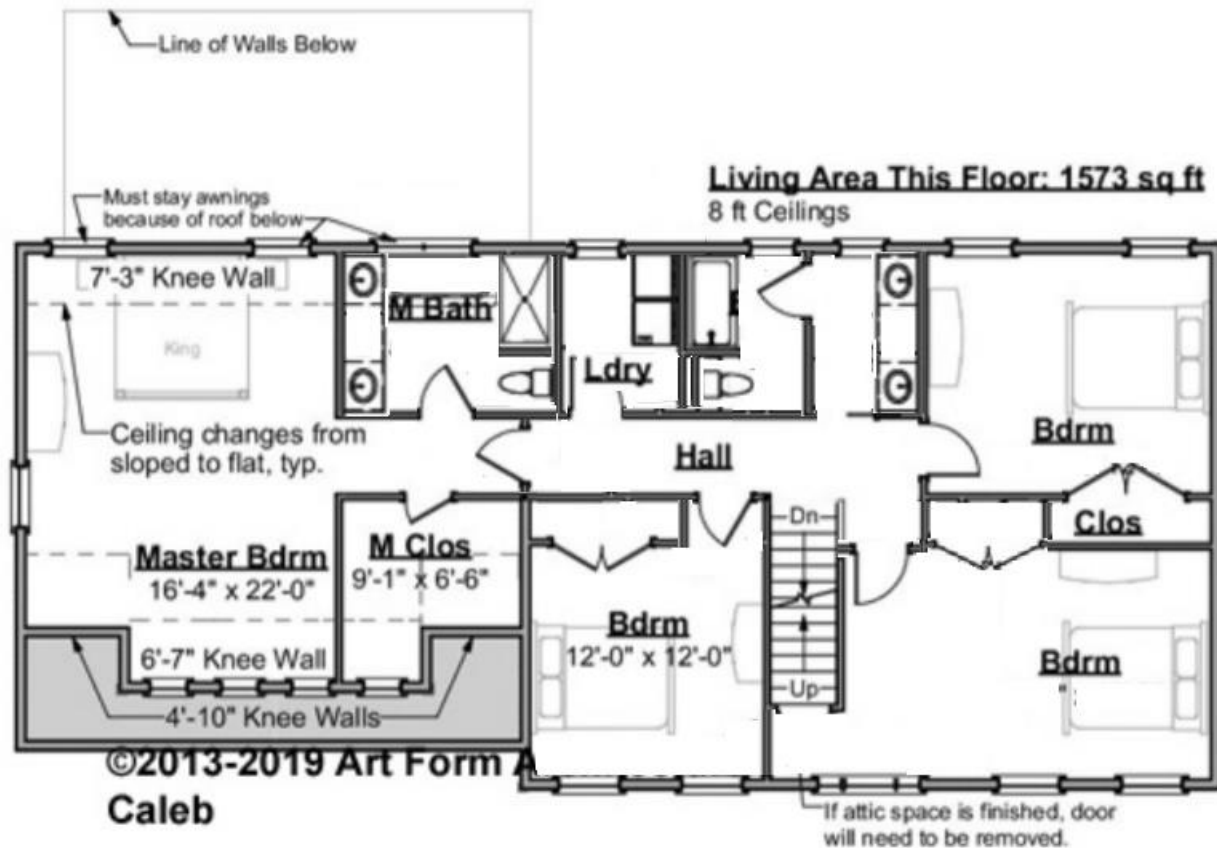 Line of Walls Below
Must stay awnings
because of roof below
Living Area This Floor: 1573 sq ft
8 ft Ceilings
7'-3" Knee Wall
King
M Bath
Ldry
Ceiling changes from
sloped to flat, typ.
Hall
Bdrm
Dn
Clos
Master Bdrm
16'-4" x 22'-0"
M Clos
9'-1" x 6'-6"
Bdrm
12'-0" x 12'-0"
Bdrm
6'-7" Knee Wall
Up
4'-10" Knee Walls
©2013-2019 Art Form
Caleb
If attic space is finished, door
will need to be removed.